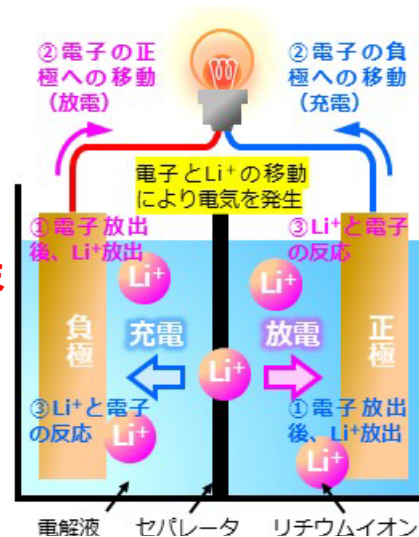 ②電子の正
極への移動
（放電）
②電子の負
極への移動
（充電）
電子とLi⁺の移動
により電気を発生
①電子放出
後、Li⁺放出
③Li⁺と電子
の反応
Li⁺
Li⁺
負極
充電
放電
正極
Li⁺
③Li⁺と電子
の反応
①電子放出
後、Li⁺放出
Li⁺
Li⁺
電解液
セパレータ
リチウムイオン